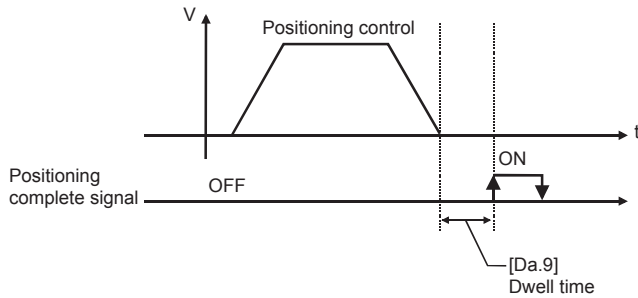 V
Positioning control
t
ON
Positioning
complete signal
OFF
[Da.9]
Dwell time